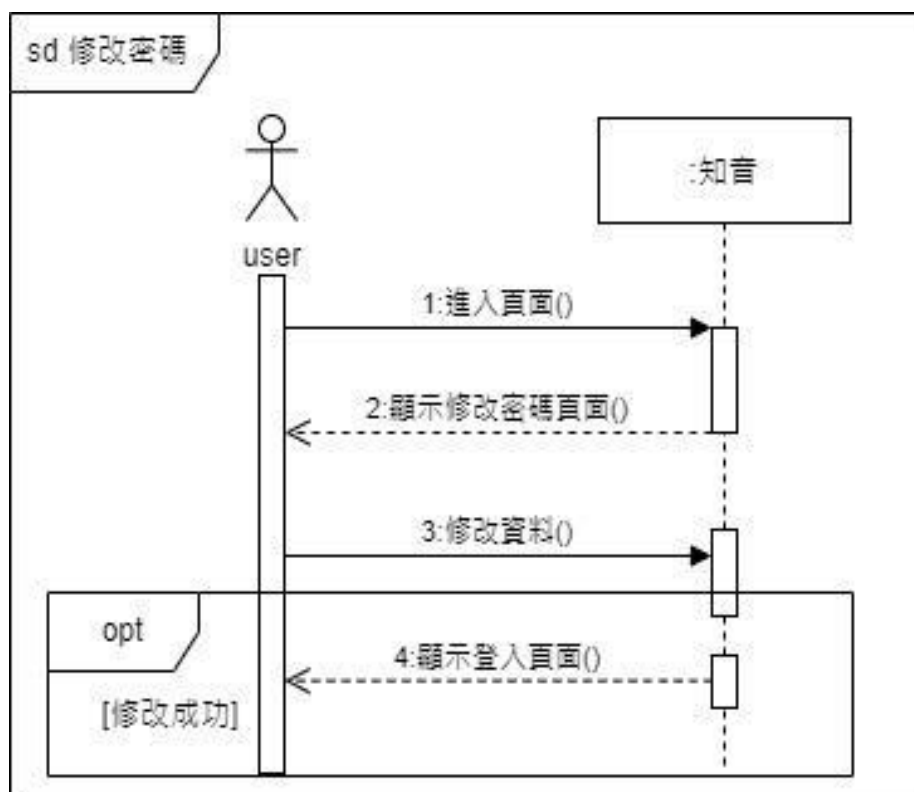 sd 修改密碼
:知音
user
1:進入頁面()
2:顯示修改密碼頁面()
3:修改資料()
opt
4:顯示登入頁面()
[修改成功]